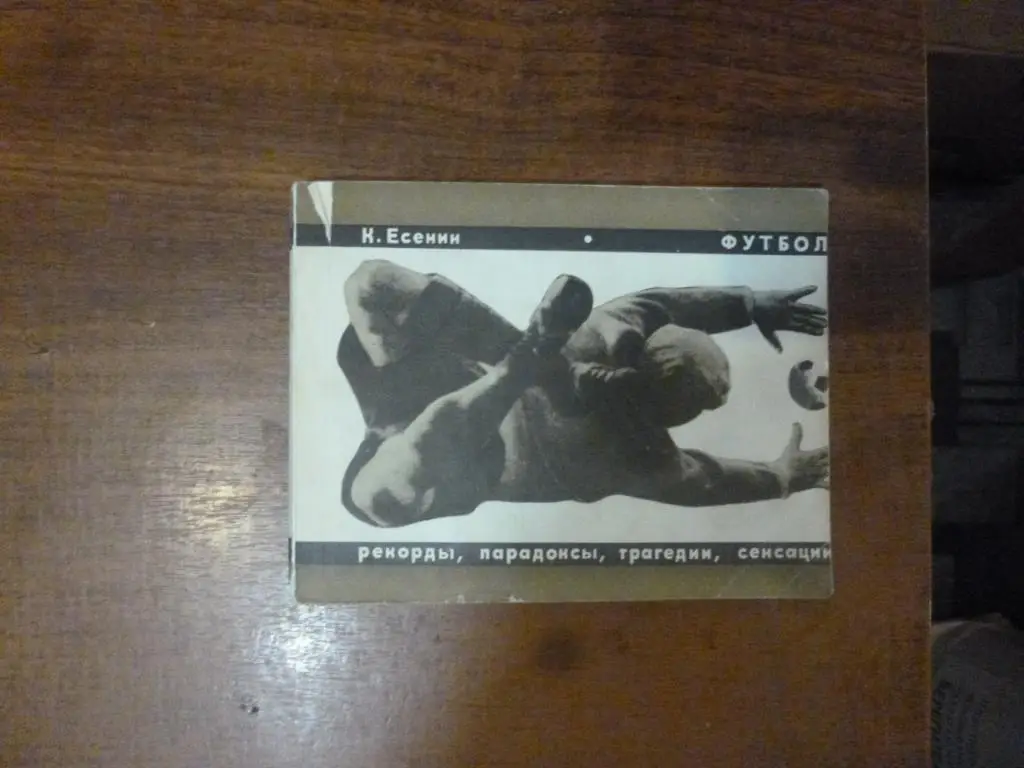 К. Есенин • ФУТБОЛ
рекорды, парадоксы, трагедии, сенсации